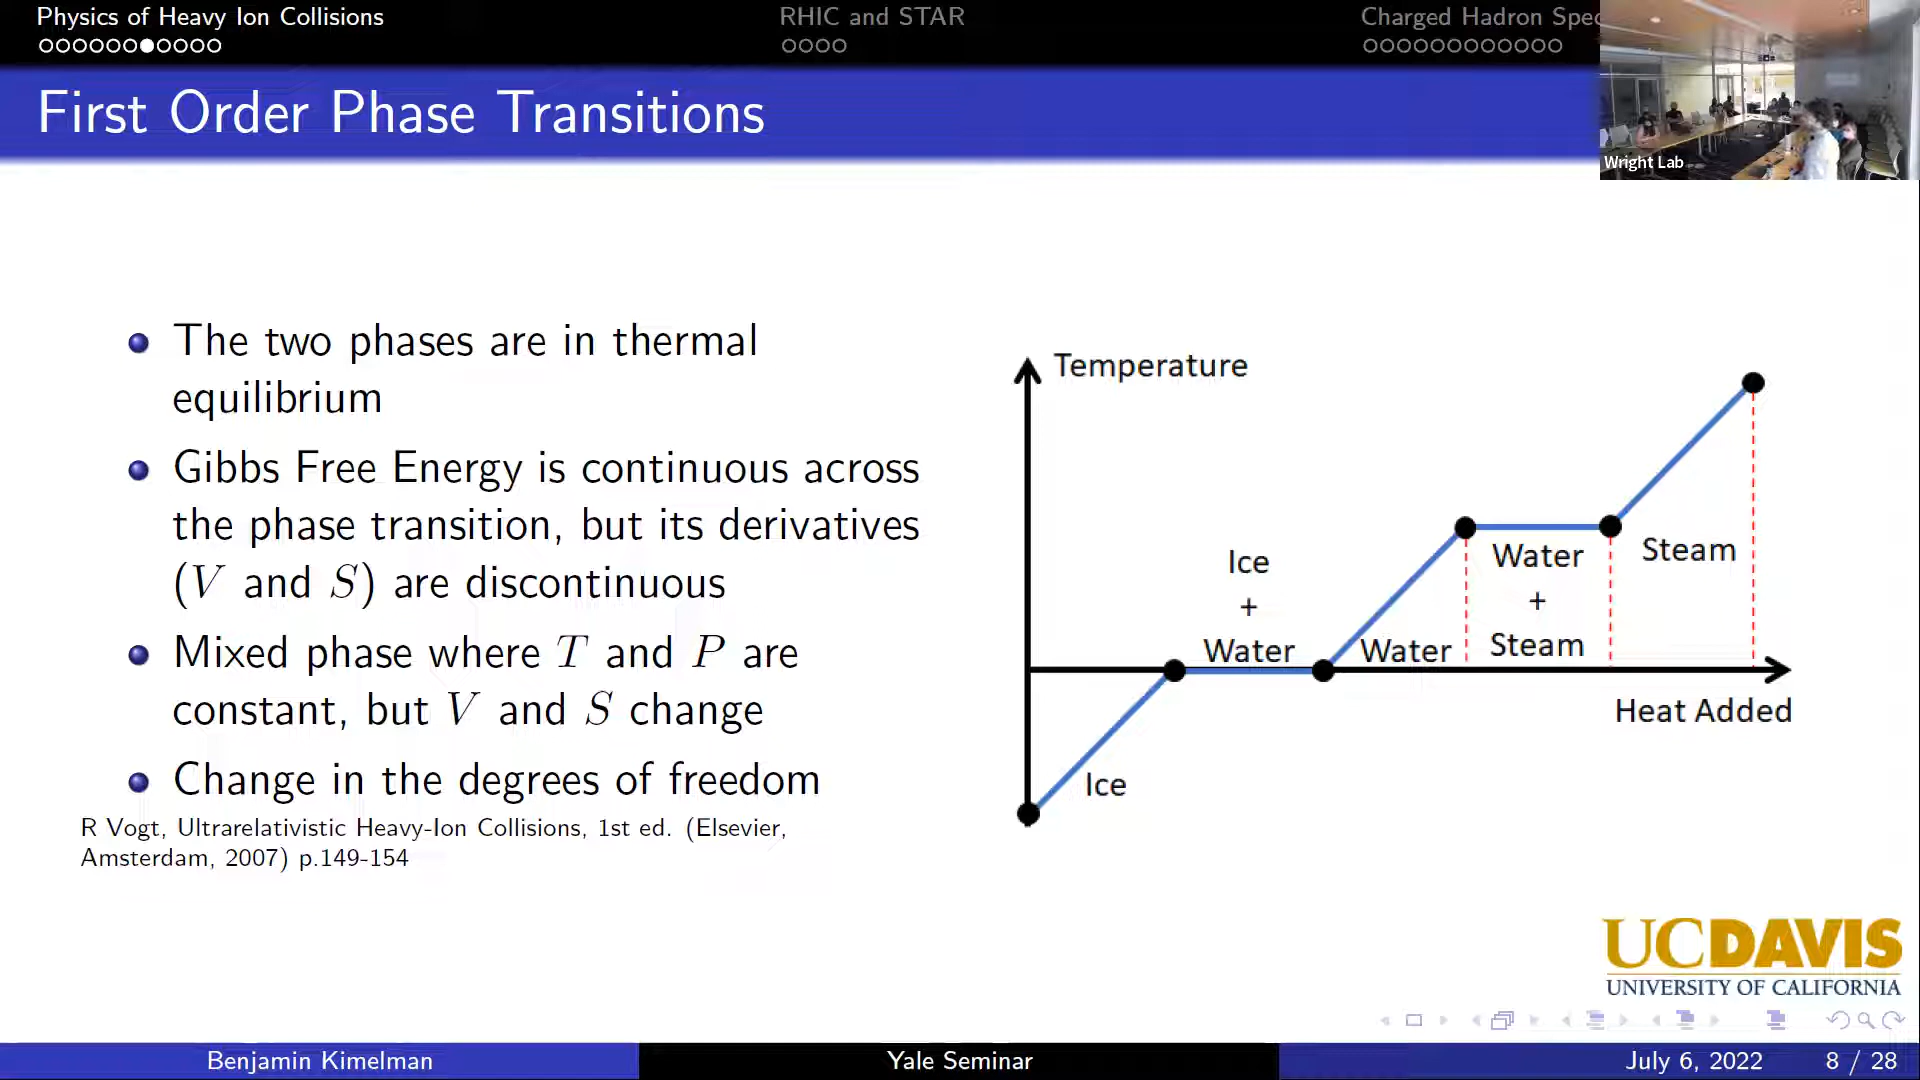 Physics of Heavy Ion Collisions
RHIC and STAR
Charged Hadron Spec
Wright Lab
First Order Phase Transitions
The two phases are in thermal
equilibrium
Gibbs Free Energy is continuous across
the phase transition, but its derivatives
(V and S) are discontinuous
Mixed phase where T and P are
constant, but V and S change
Change in the degrees of freedom
R Vogt, Ultrarelativistic Heavy-Ion Collisions, 1st ed. (Elsevier,
Amsterdam, 2007) p.149-154
Temperature
Ice
+
Water
Water
Water
+
Steam
Steam
Heat Added
Ice
UCDAVIS
UNIVERSITY OF CALIFORNIA
Benjamin Kimelman
Yale Seminar
July 6, 2022
8 / 28